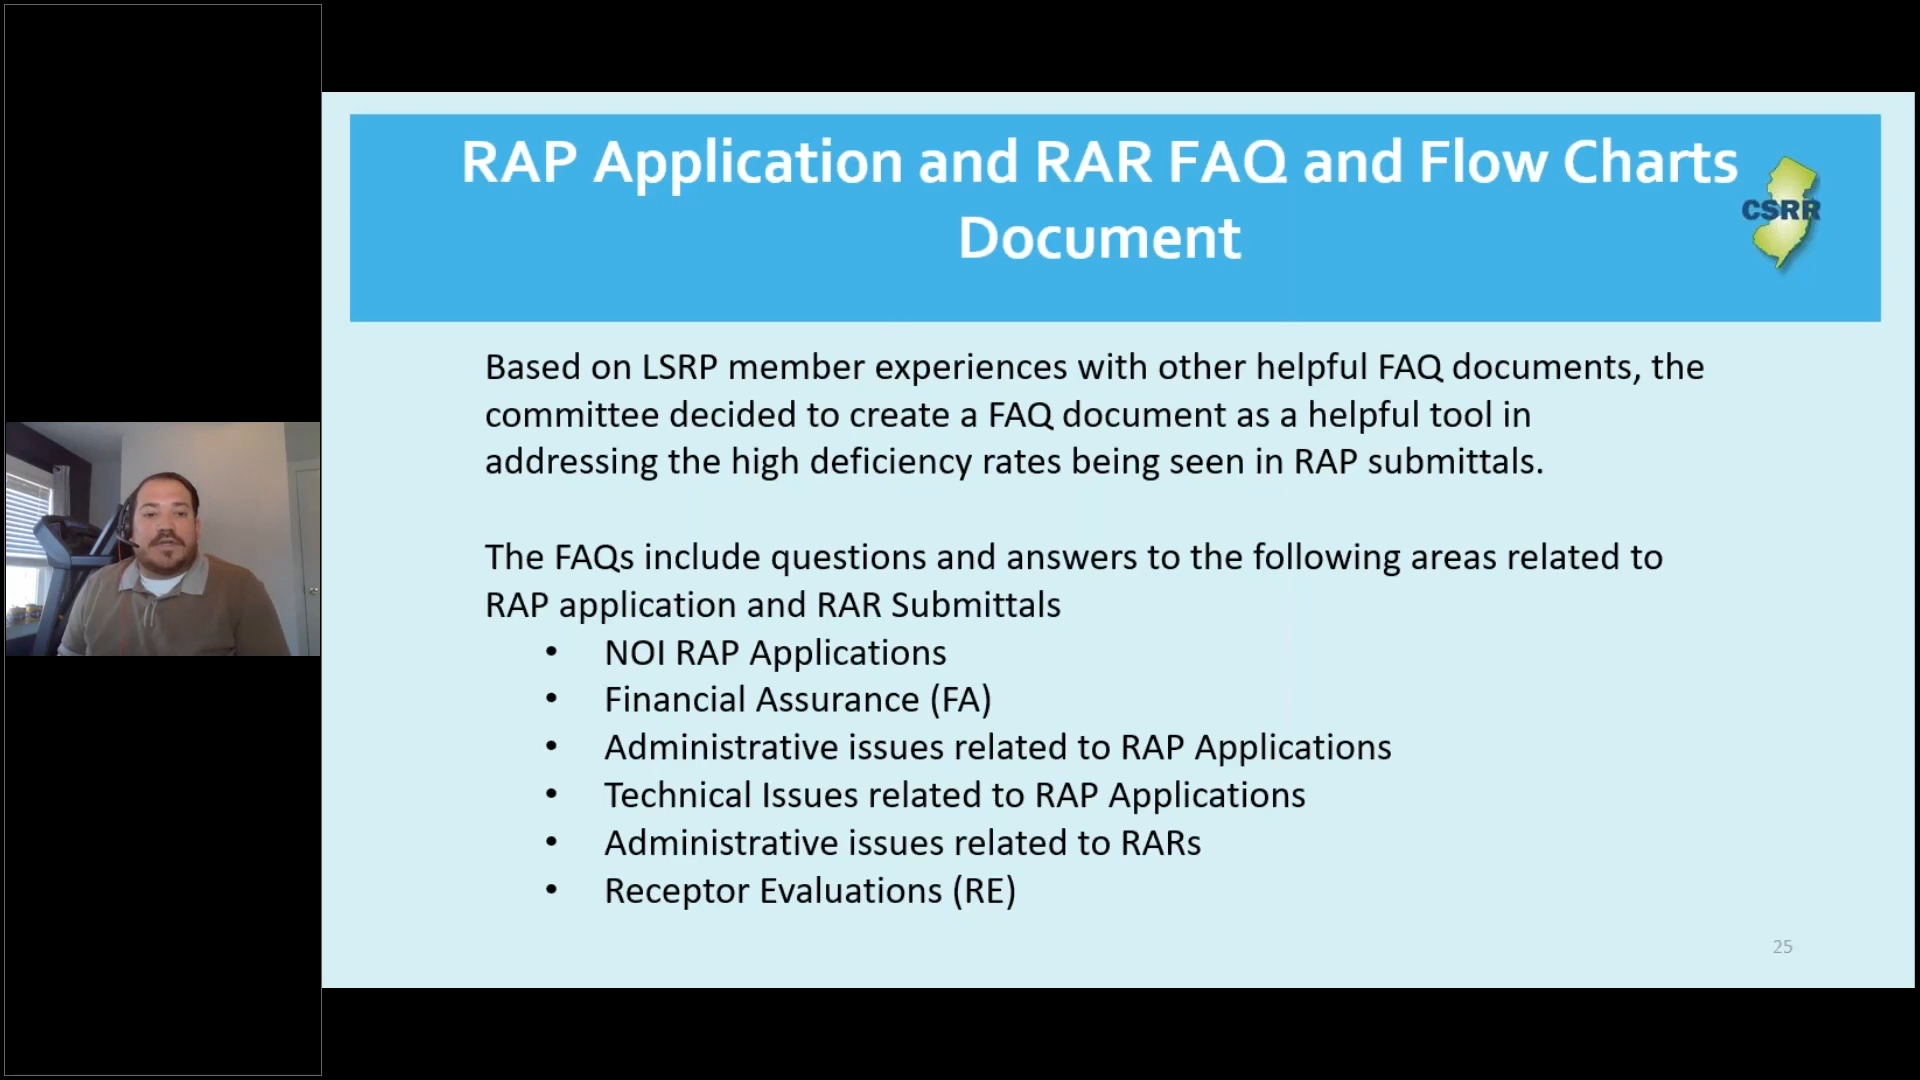 RAP Application and RAR FAQ and Flow Charts
Document
CSRR
Based on LSRP member experiences with other helpful FAQ documents, the
committee decided to create a FAQ document as a helpful tool in
addressing the high deficiency rates being seen in RAP submittals.
The FAQs include questions and answers to the following areas related to
RAP application and RAR Submittals
• NOI RAP Applications
• Financial Assurance (FA)
• Administrative issues related to RAP Applications
• Technical Issues related to RAP Applications
• Administrative issues related to RARs
• Receptor Evaluations (RE)
25